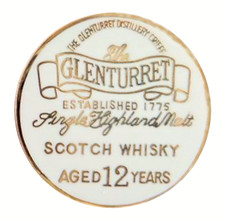 THE GLENTURRET DISTILLERY CRIEFF
The
GLENTURRET
ESTABLISHED 1775
Single Highland Malt
SCOTCH WHISKY
AGED 12 YEARS